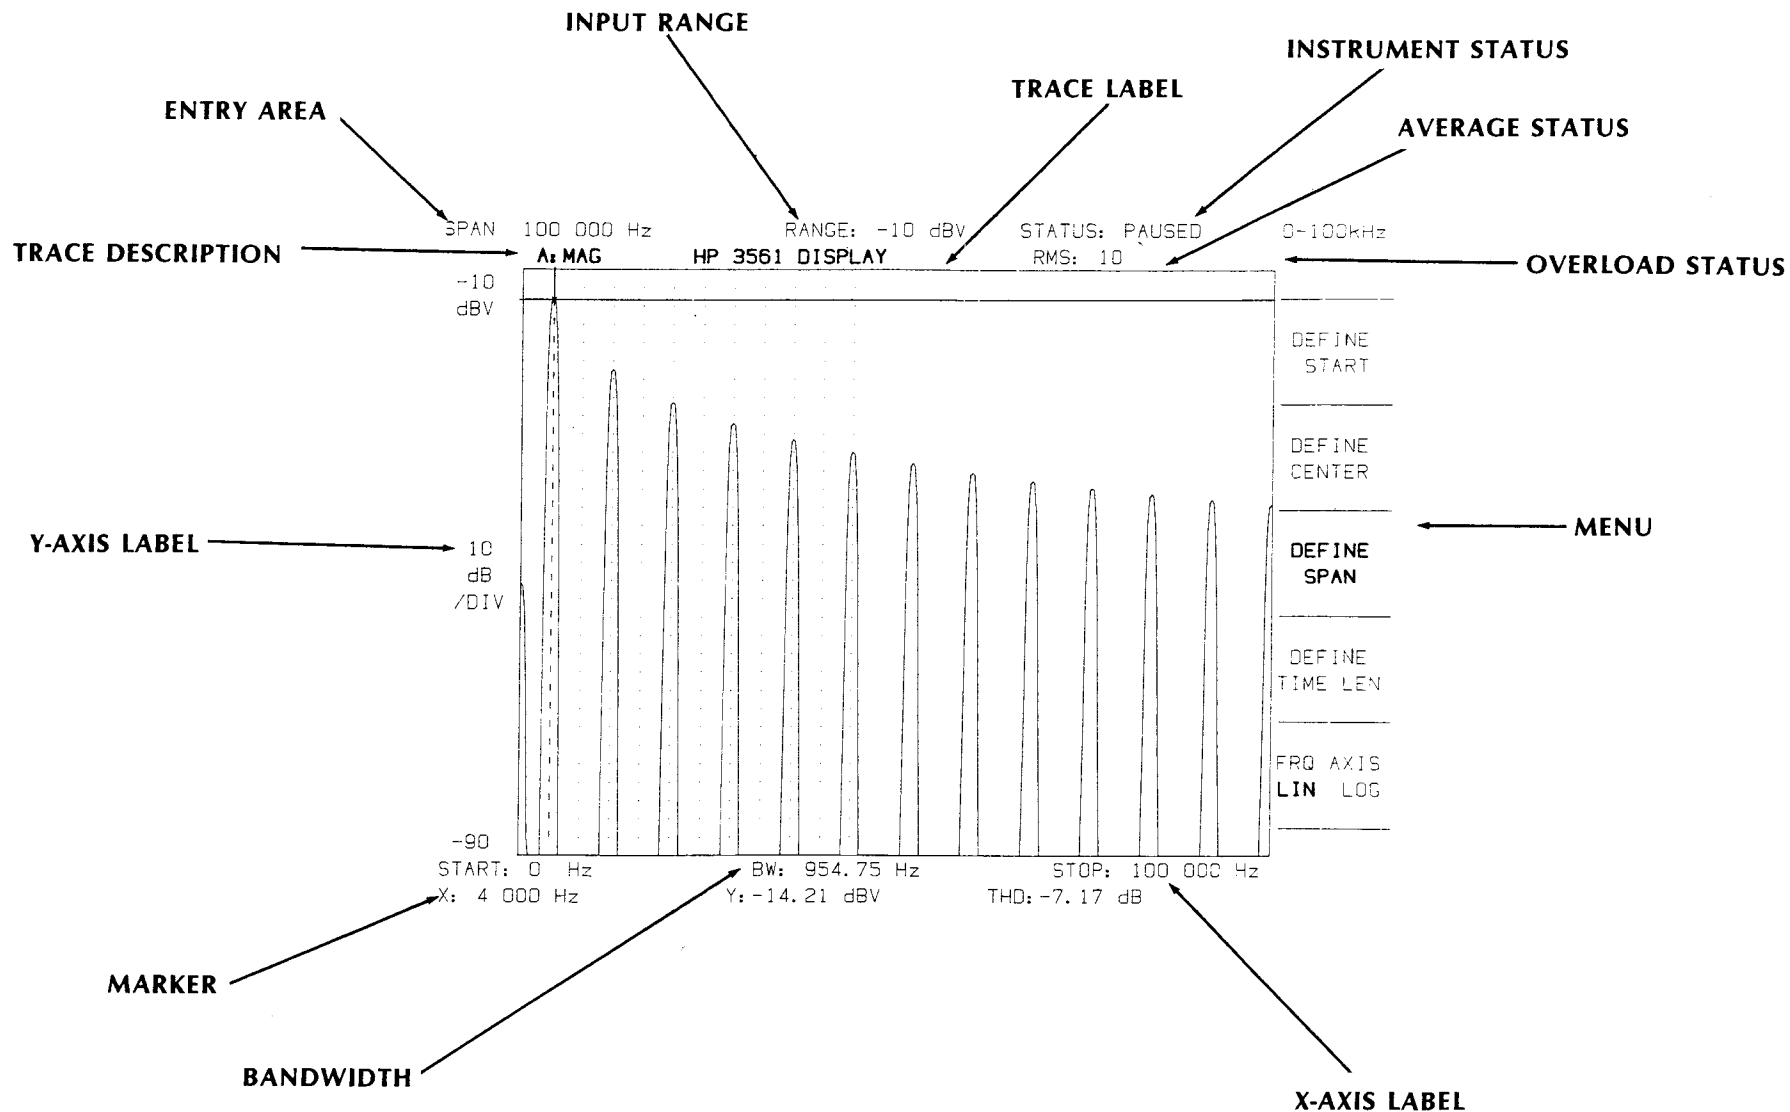 INPUT RANGE
INSTRUMENT STATUS
TRACE LABEL
ENTRY AREA
AVERAGE STATUS
SPAN 100 000 Hz RANGE: -10 dBV STATUS: PAUSED 0-100kHz
TRACE DESCRIPTION
A: MAG HP 3561 DISPLAY RMS: 10
OVERLOAD STATUS
-10
dBV
DEFINE
START
DEFINE
CENTER
MENU
Y-AXIS LABEL
10
dB
/DIV
DEFINE
SPAN
DEFINE
TIME LEN
FRQ AXIS
LIN LOG
-90
START: 0 Hz BW: 954.75 Hz STOP: 100 000 Hz
X: 4 000 Hz Y: -14.21 dBV THD: -7.17 dB
MARKER
BANDWIDTH
X-AXIS LABEL